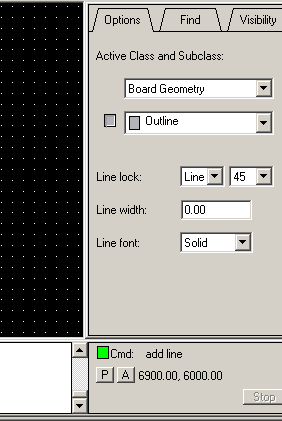 Options Find Visibility
Active Class and Subclass:
Board Geometry
Outline
Line lock: Line 45
Line width: 0.00
Line font: Solid
Cmd: add line
P A 6900.00, 6000.00
Stop